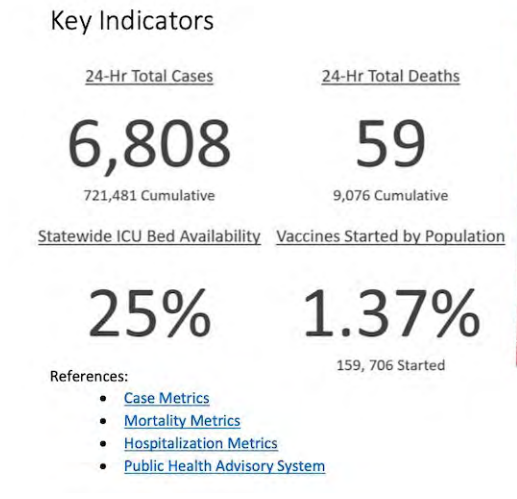 Key Indicators
24-Hr Total Cases
24-Hr Total Deaths
6,808
59
721,481 Cumulative
9,076 Cumulative
Statewide ICU Bed Availability
Vaccines Started by Population
25%
1.37%
159, 706 Started
References:
• Case Metrics
• Mortality Metrics
• Hospitalization Metrics
• Public Health Advisory System